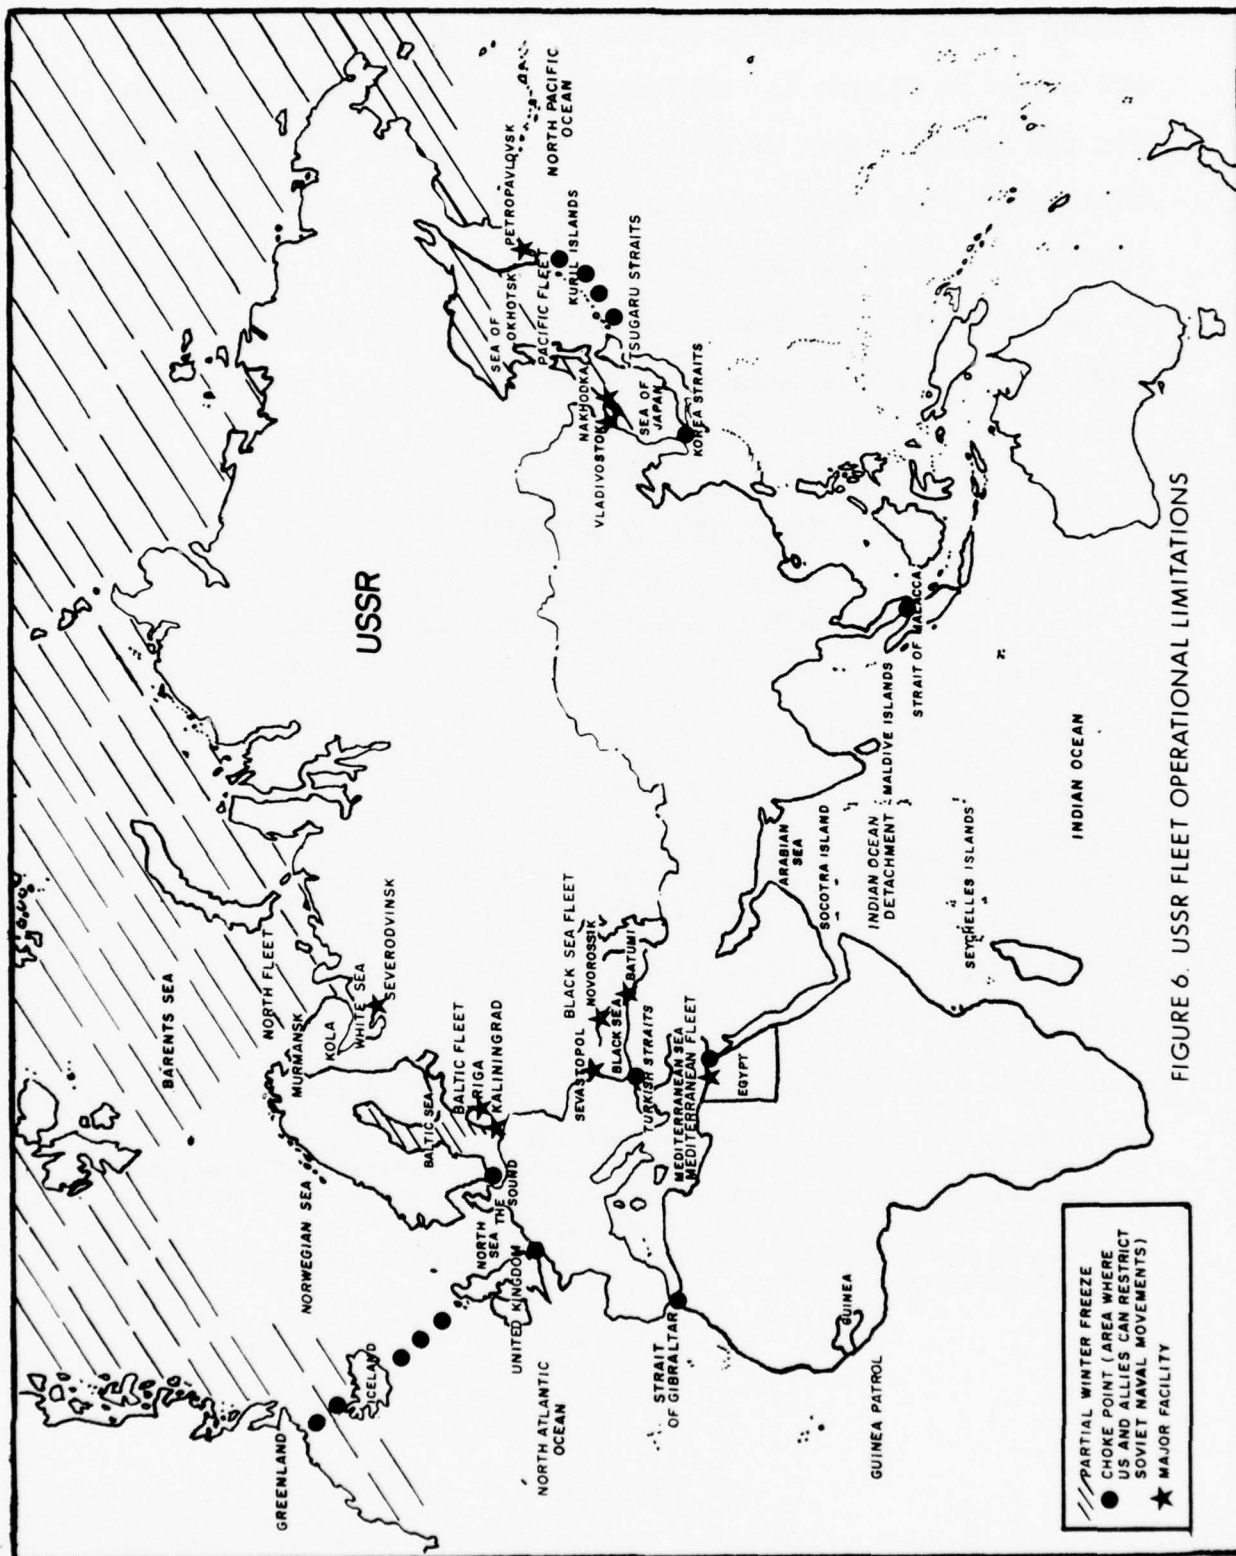 BARENTS SEA
GREENLAND
ICELAND
NORWEGIAN SEA
NORTH FLEET
MURMANSK
KOLA
WHITE SEA
SEVERODVINSK
USSR
BALTIC FLEET
BALTIC SEA
RIGA
KALININGRAD
NORTH
SEA
THE
SOUND
UNITED KINGDOM
NORTH ATLANTIC
OCEAN
BLACK SEA FLEET
SEVASTOPOL
NOVOROSSIK
BLACK SEA
BATUMI
TURKISH STRAITS
MEDITERRANEAN SEA
MEDITERRANEAN FLEET
EGYPT
STRAIT
OF GIBRALTAR
GUINEA
GUINEA PATROL
SEA OF
OKHOTSK
PETROPAVLOVSK
NORTH PACIFIC
OCEAN
PACIFIC FLEET
KURIL ISLANDS
TSUGARU STRAITS
NAKHODKA
VLADIVOSTOK
SEA OF
JAPAN
KOREA STRAITS
ARABIAN
SEA
SOCOTRA ISLAND
INDIAN OCEAN
DETACHMENT
MALDIVE ISLANDS
STRAIT OF MALACCA
SEYCHELLES ISLANDS
INDIAN OCEAN
PARTIAL WINTER FREEZE
CHOKE POINT (AREA WHERE
US AND ALLIES CAN RESTRICT
SOVIET NAVAL MOVEMENTS)
MAJOR FACILITY
FIGURE 6. USSR FLEET OPERATIONAL LIMITATIONS